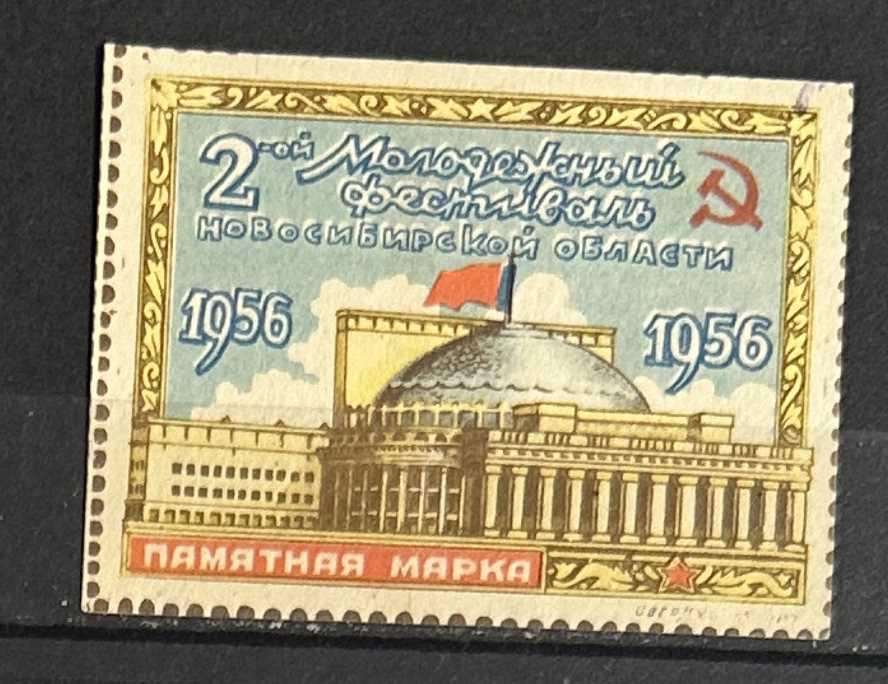 2-ой Молодежный
фестиваль
НОВОСИБИРСКОЙ ОБЛАСТИ
1956 1956
ПАМЯТНАЯ МАРКА